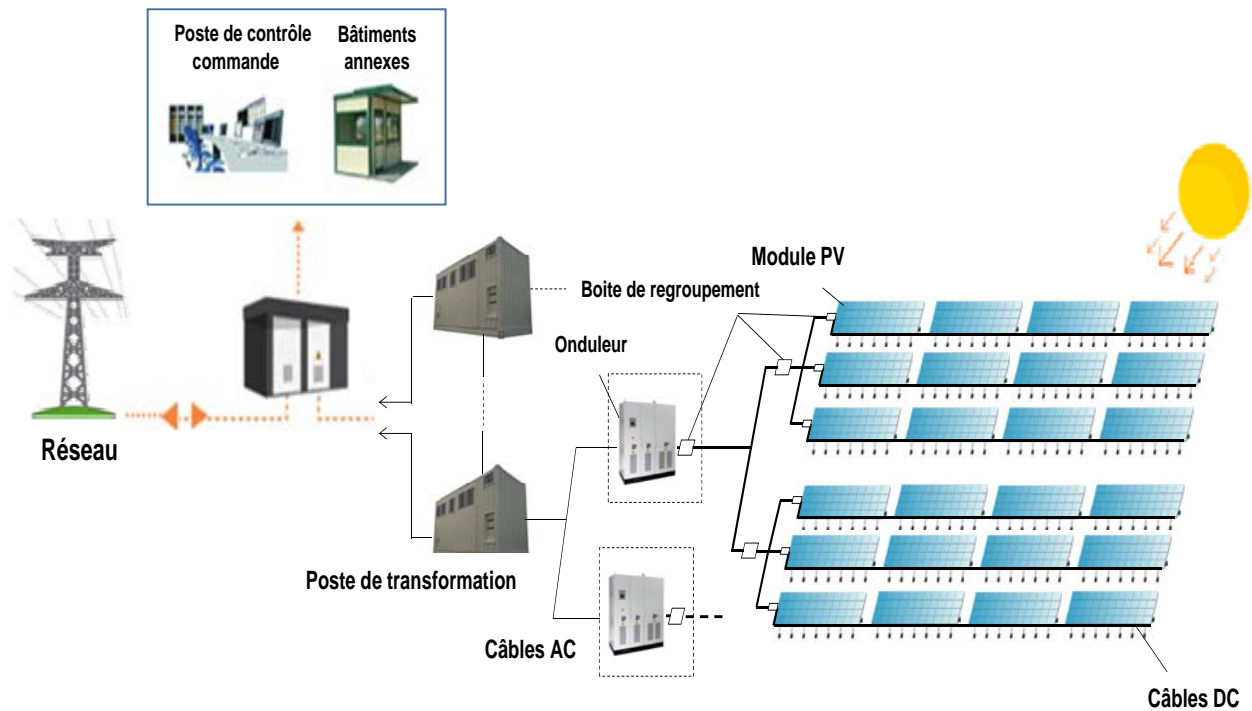 Poste de contrôle
commande
Bâtiments
annexes
Module PV
Boite de regroupement
Onduleur
Réseau
Poste de transformation
Câbles AC
Câbles DC